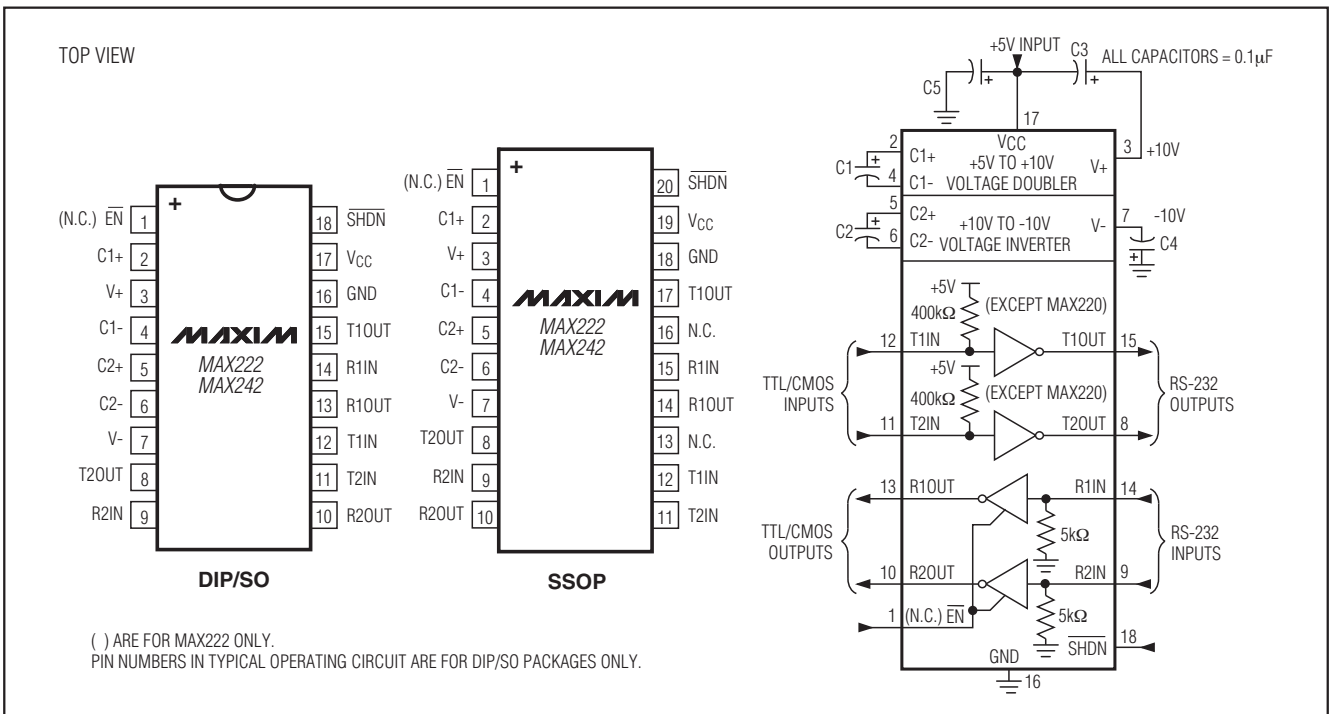 TOP VIEW
DIP/SO
+
(N.C.) EN 1
C1+ 2
V+ 3
C1- 4
C2+ 5
C2- 6
V- 7
T2OUT 8
R2IN 9
18 SHDN
17 VCC
16 GND
15 T1OUT
14 R1IN
13 R1OUT
12 T1IN
11 T2IN
10 R2OUT
MAXIM
MAX222
MAX242
SSOP
+
(N.C.) EN 1
C1+ 2
V+ 3
C1- 4
C2+ 5
C2- 6
V- 7
T2OUT 8
R2IN 9
R2OUT 10
20 SHDN
19 VCC
18 GND
17 T1OUT
16 N.C.
15 R1IN
14 R1OUT
13 N.C.
12 T1IN
11 T2IN
MAXIM
MAX222
MAX242
( ) ARE FOR MAX222 ONLY.
PIN NUMBERS IN TYPICAL OPERATING CIRCUIT ARE FOR DIP/SO PACKAGES ONLY.
+5V INPUT
C3
+
ALL CAPACITORS = 0.1μF
C5
+
17
VCC
2
C1+
C1
+
4
C1-
+5V TO +10V
VOLTAGE DOUBLER
V+
3
+10V
5
C2+
C2
+
6
C2-
+10V TO -10V
VOLTAGE INVERTER
V-
7
-10V
C4
+
+5V
400kΩ
(EXCEPT MAX220)
12
T1IN
T1OUT
15
+5V
400kΩ
(EXCEPT MAX220)
TTL/CMOS
INPUTS
RS-232
OUTPUTS
11
T2IN
T2OUT
8
13
R1OUT
R1IN
14
5kΩ
TTL/CMOS
OUTPUTS
RS-232
INPUTS
10
R2OUT
R2IN
9
5kΩ
1
(N.C.) EN
SHDN
18
GND
16